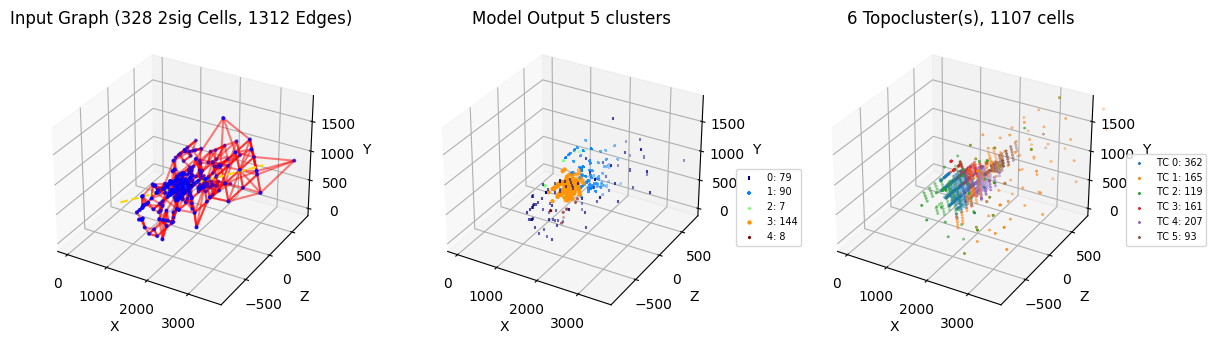 Input Graph (328 2sig Cells, 1312 Edges)
0
1000
2000
3000
X
−500
0
500
Z
0
500
1000
1500
Y
Model Output 5 clusters
0
1000
2000
3000
X
−500
0
500
Z
0
500
1000
1500
Y
0: 79
1: 90
2: 7
3: 144
4: 8
6 Topocluster(s), 1107 cells
0
1000
2000
3000
X
−500
0
500
Z
0
500
1000
1500
Y
TC 0: 362
TC 1: 165
TC 2: 119
TC 3: 161
TC 4: 207
TC 5: 93